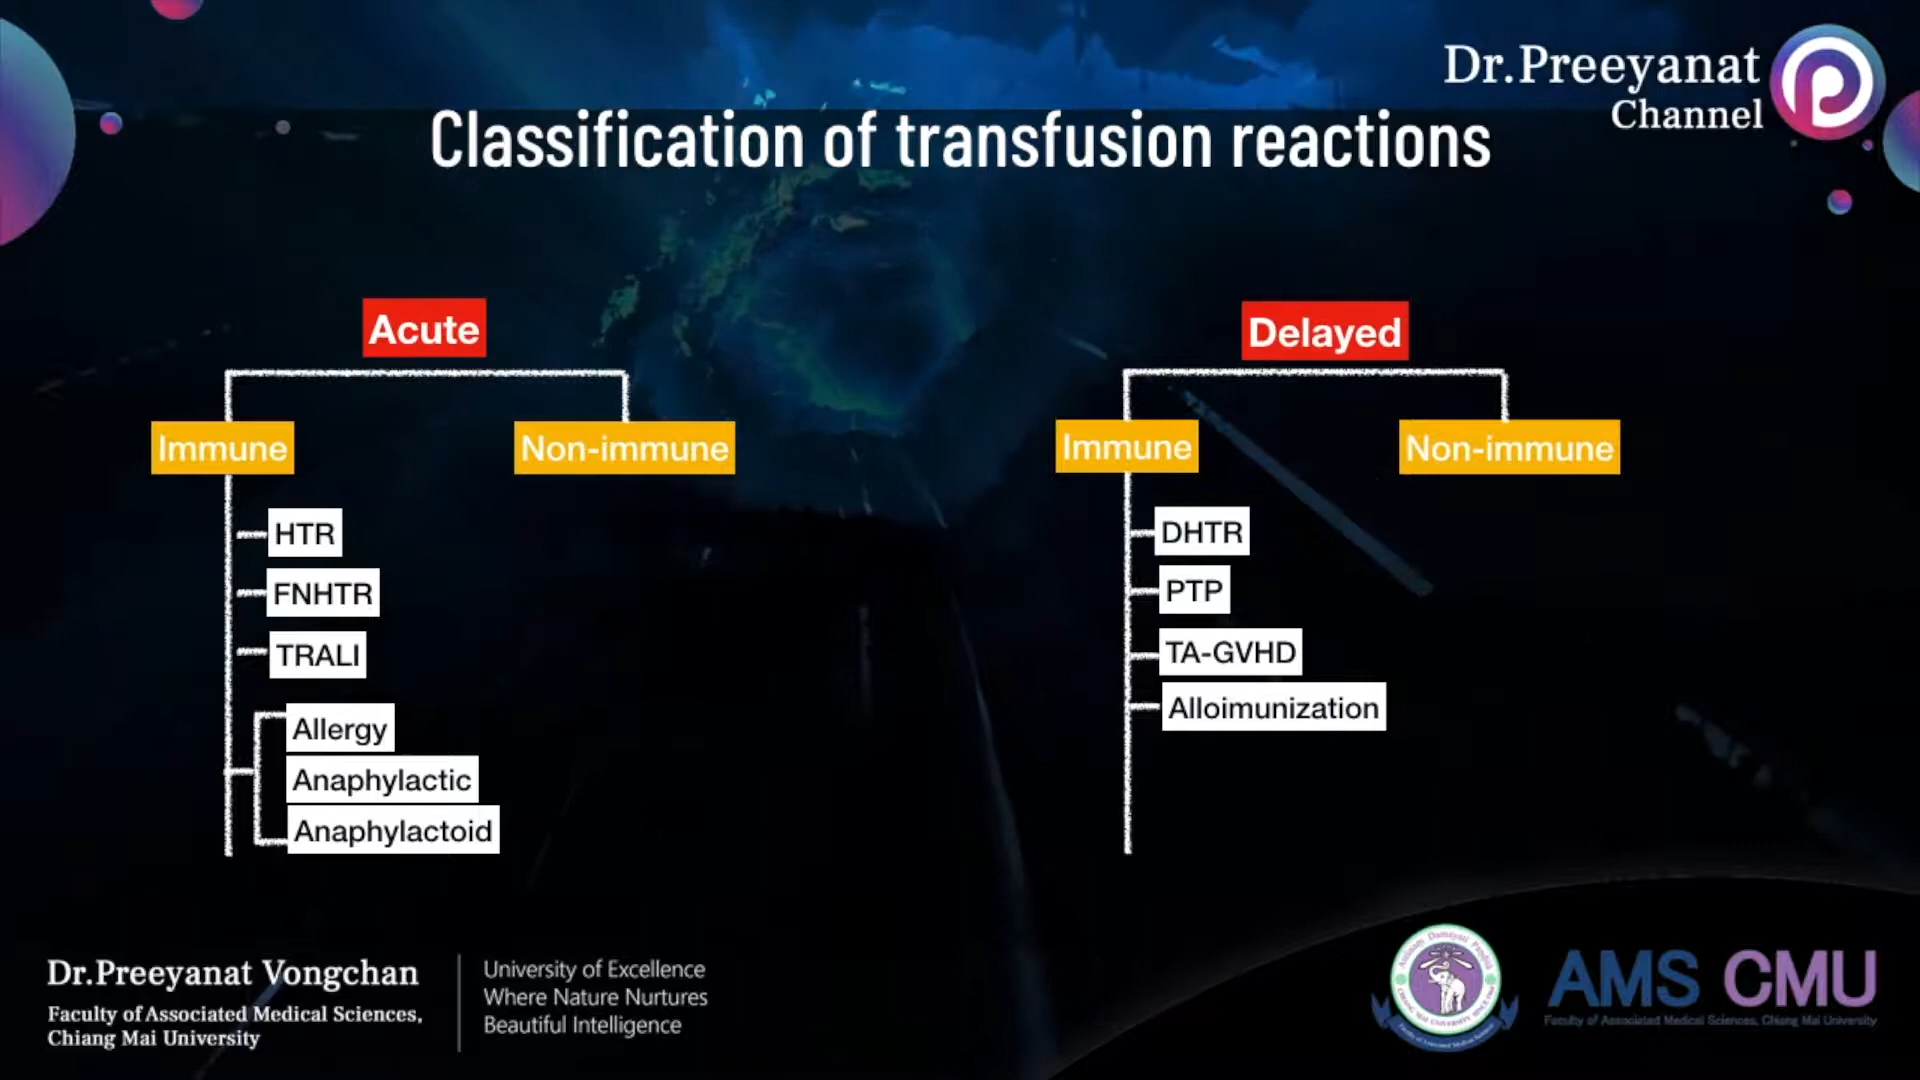 Dr.Preeyanat
Channel
Classification of transfusion reactions
Acute
Immune
Non-immune
HTR
FNHTR
TRALI
Allergy
Anaphylactic
Anaphylactoid
Delayed
Immune
Non-immune
DHTR
PTP
TA-GVHD
Alloimunization
Dr.Preeyanat Vongchan
Faculty of Associated Medical Sciences,
Chiang Mai University
University of Excellence
Where Nature Nurtures
Beautiful Intelligence
AMS CMU
Faculty of Associated Medical Sciences, Chiang Mai University